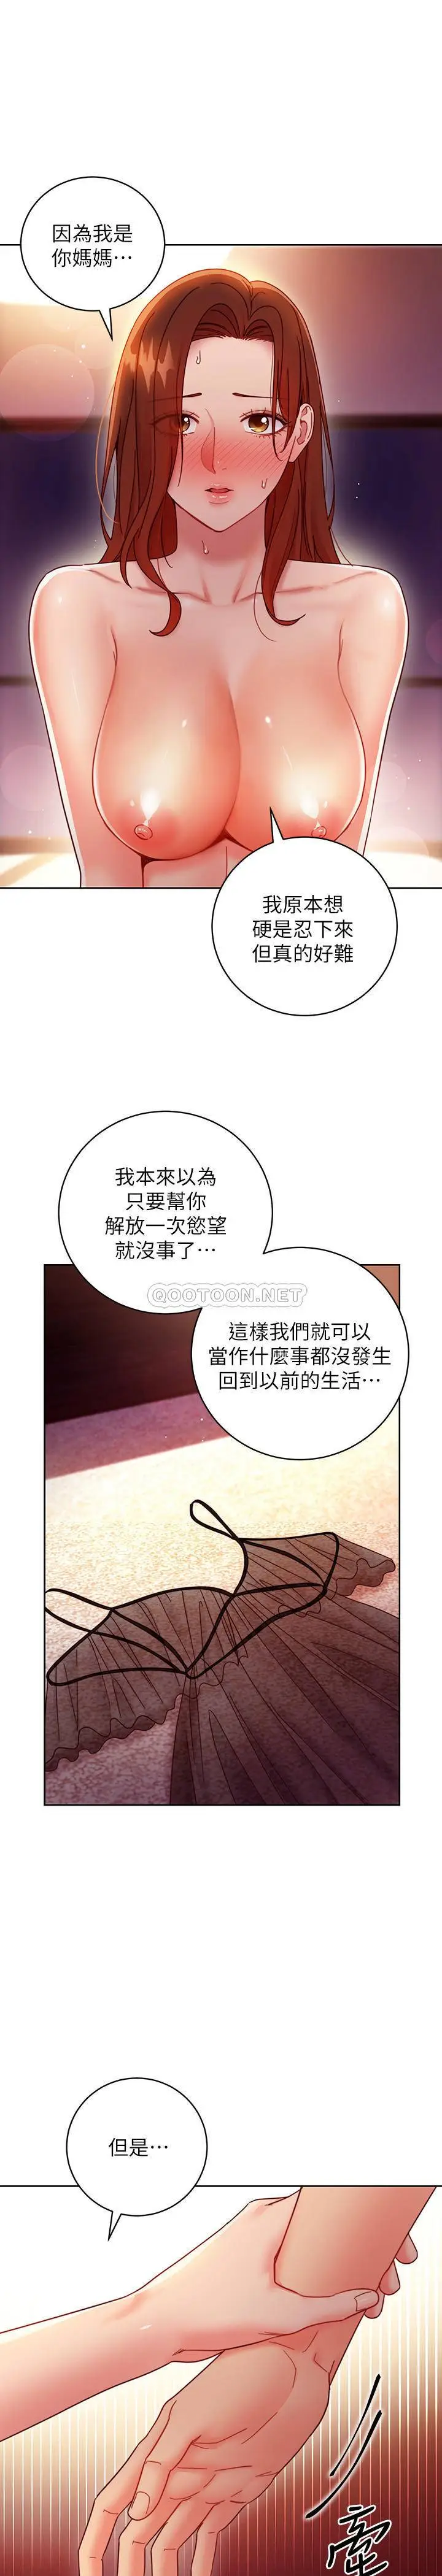 因為我是
你媽媽…
我原本想
硬是忍下來
但真的好難
我本來以為
只要幫你
解放一次慾望
就沒事了…
QOOTOON.NET
這樣我們就可以
當作什麼事都沒發生
回到以前的生活…
但是…
牽